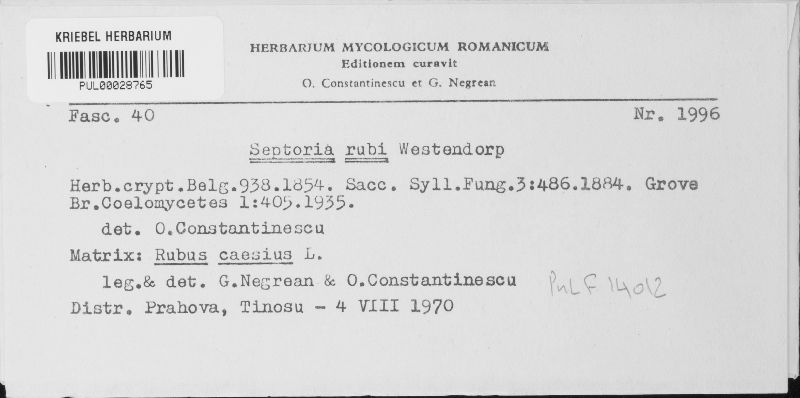 KRIEBEL HERBARIUM
PUL00028765
HERBARIUM MYCOLOGICUM ROMANICUM
Editionem curavit
O. Constantinescu et G. Negrean
Fasc. 40 Nr. 1996
Septoria rubi Westendorp
Herb.crypt.Belg.938.1854. Sacc. Syll.Fung.3:486.1884. Grove
Br.Coelomycetes 1:405.1935.
det. O.Constantinescu
Matrix: Rubus caesius L.
leg.& det. G.Negrean & O.Constantinescu
PuL F 14012
Distr. Prahova, Tinosu - 4 VIII 1970